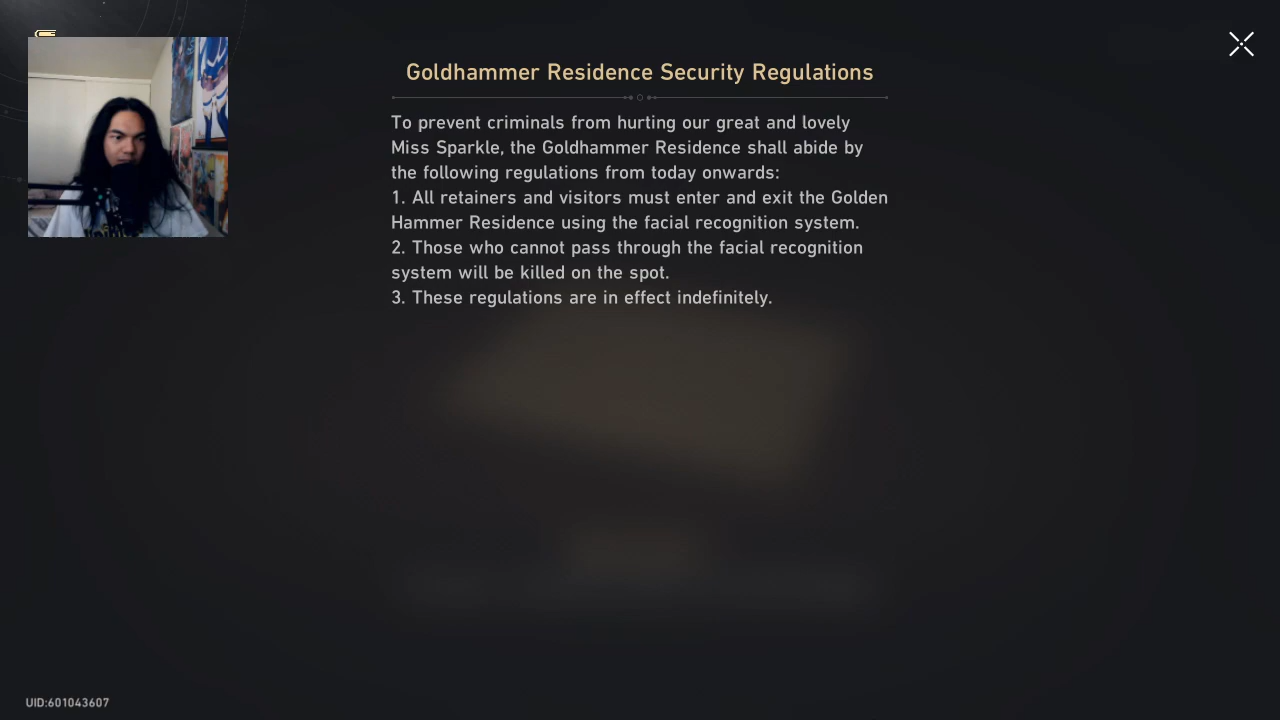 Goldhammer Residence Security Regulations
To prevent criminals from hurting our great and lovely
Miss Sparkle, the Goldhammer Residence shall abide by
the following regulations from today onwards:
1. All retainers and visitors must enter and exit the Golden
Hammer Residence using the facial recognition system.
2. Those who cannot pass through the facial recognition
system will be killed on the spot.
3. These regulations are in effect indefinitely.
UID:601043607